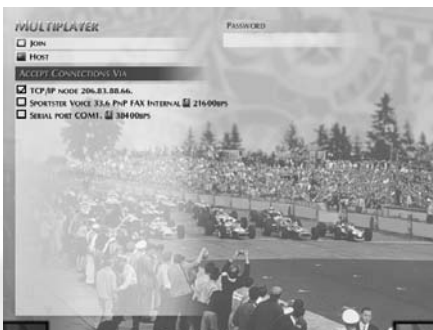 MULTIPLAYER
PASSWORD
JOIN
HOST
ACCEPT CONNECTIONS VIA
TCP/IP NODE 206.83.88.66.
SPORTSTER VOICE 33.6 PNP FAX INTERNAL 21600BPS
SERIAL PORT COM1. 38400BPS